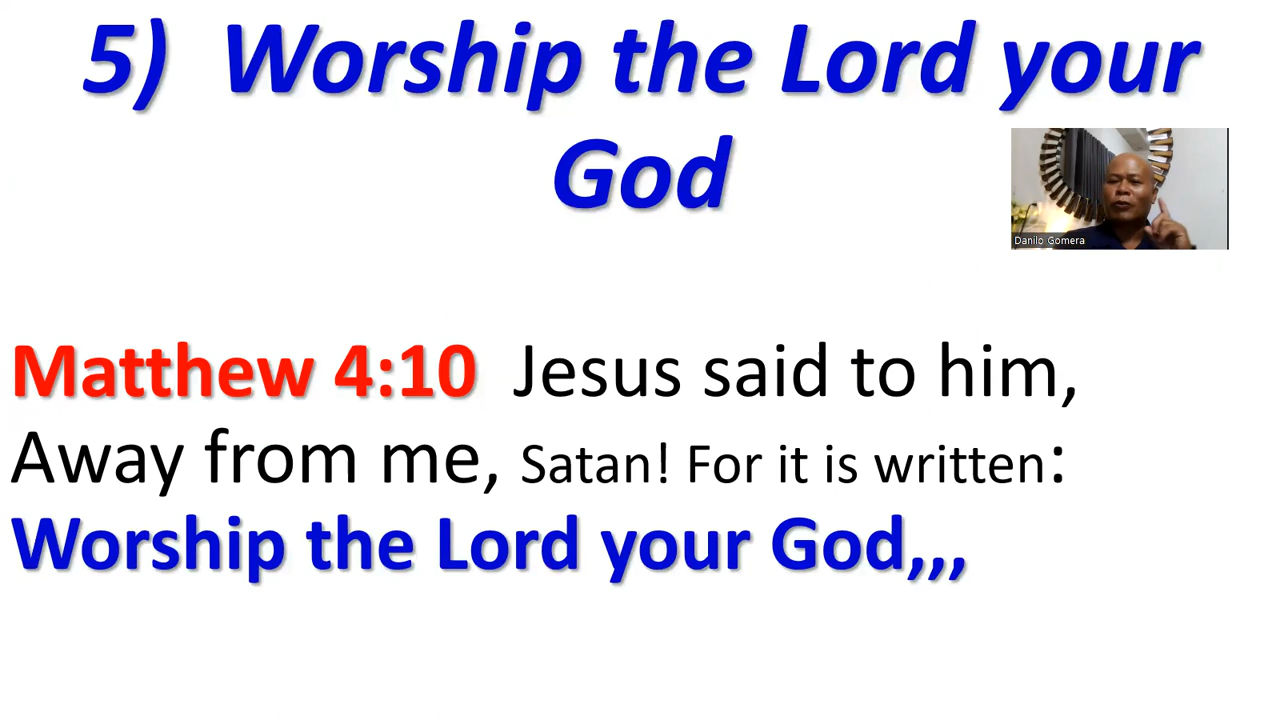 5) Worship the Lord your
God
Danilo Gomera
Matthew 4:10 Jesus said to him,
Away from me, Satan! For it is written:
Worship the Lord your God,,,